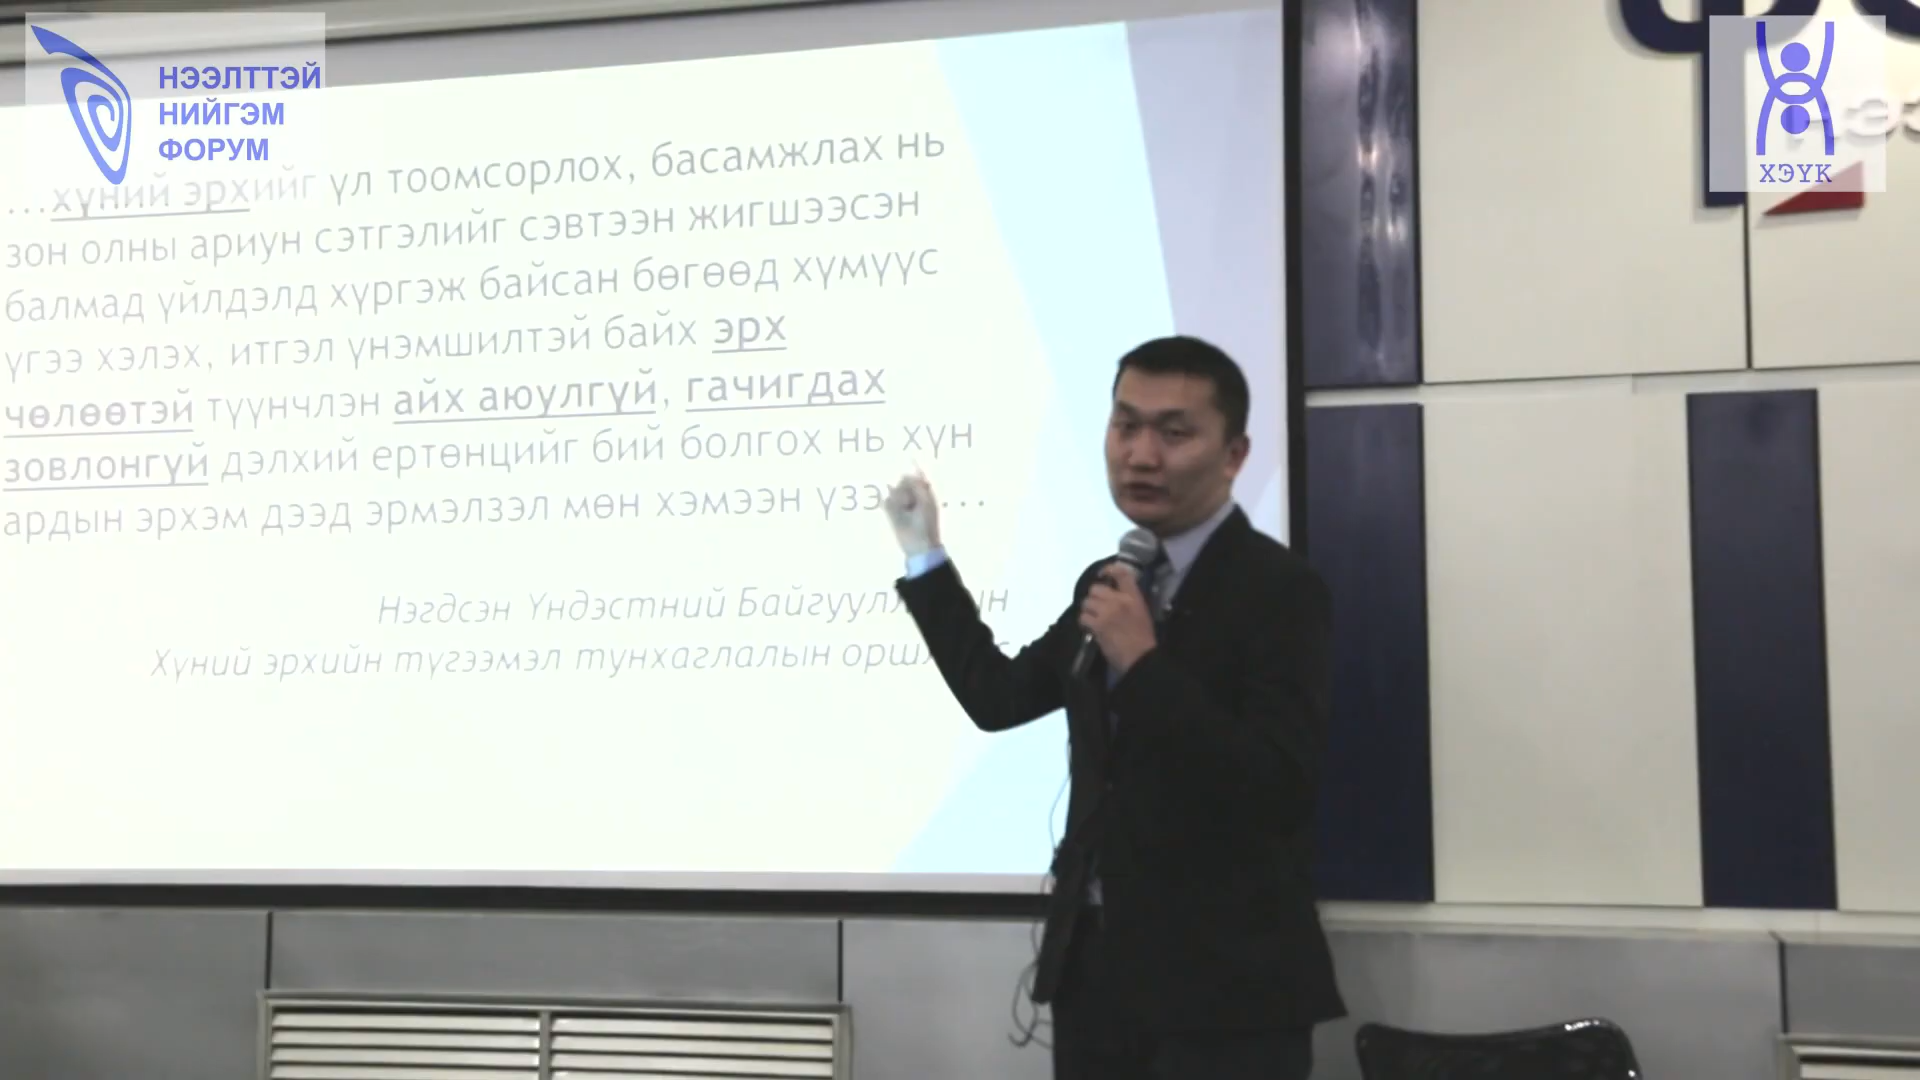 НЭЭЛТТЭЙ
НИЙГЭМ
ФОРУМ
...хүний эрхийг үл тоомсорлох, басамжлах нь
зон олны ариун сэтгэлийг сэвтээн жигшээсэн
балмад үйлдэлд хүргэж байсан бөгөөд хүмүүс
үгээ хэлэх, итгэл үнэмшилтэй байх эрх
чөлөөтэй түүнчлэн айх аюулгүй, гачигдах
зовлонгүй дэлхий ертөнцийг бий болгох нь хүн
ардын эрхэм дээд эрмэлзэл мөн хэмээн ...
Нэгдсэн Үндэстний
Хүний эрхийн түгээмэл тунхаглалын
ХЭҮК